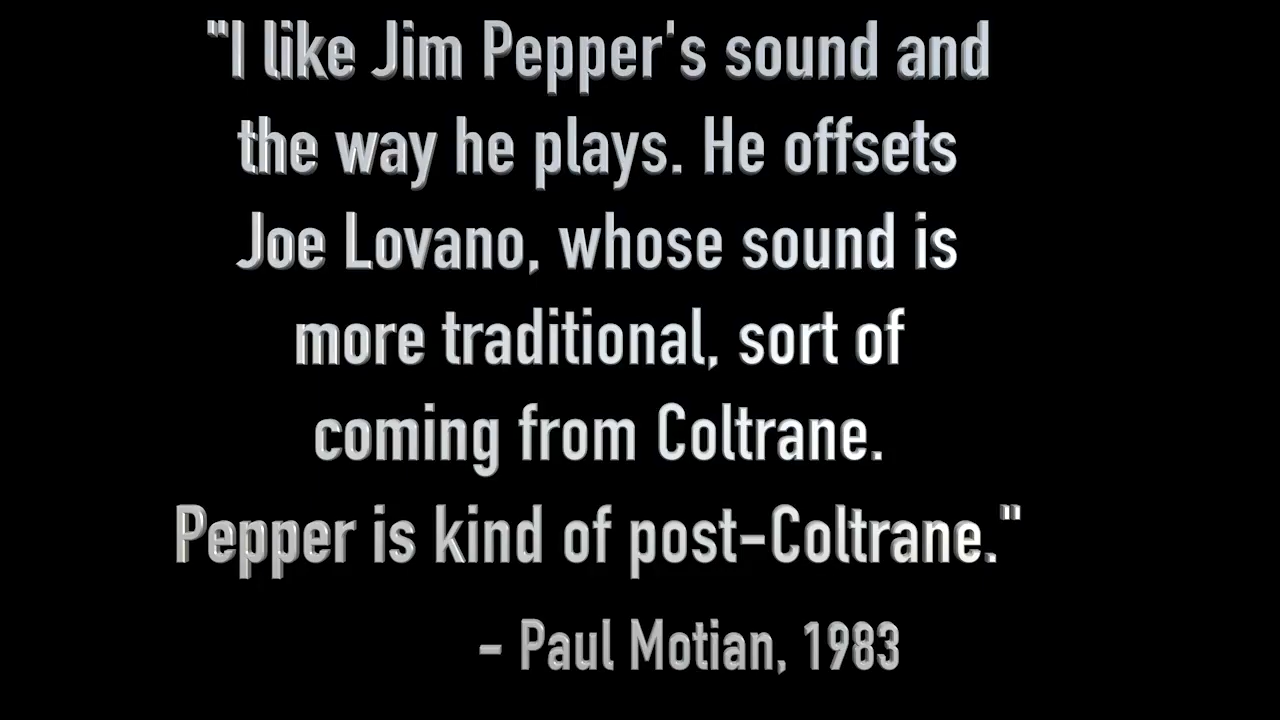 "I like Jim Pepper's sound and
the way he plays. He offsets
Joe Lovano, whose sound is
more traditional, sort of
coming from Coltrane.
Pepper is kind of post-Coltrane."
- Paul Motian, 1983